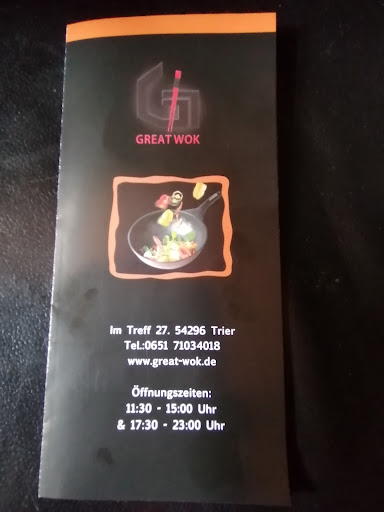 GREAT WOK
Im Treff 27. 54296 Trier
Tel.:0651 71034018
www.great-wok.de
Öffnungszeiten:
11:30 - 15:00 Uhr
& 17:30 - 23:00 Uhr